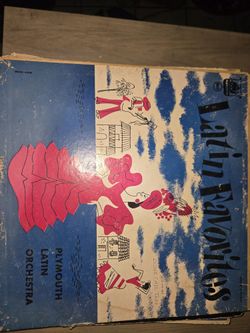 Latin Favorites
PLYMOUTH
LATIN
ORCHESTRA